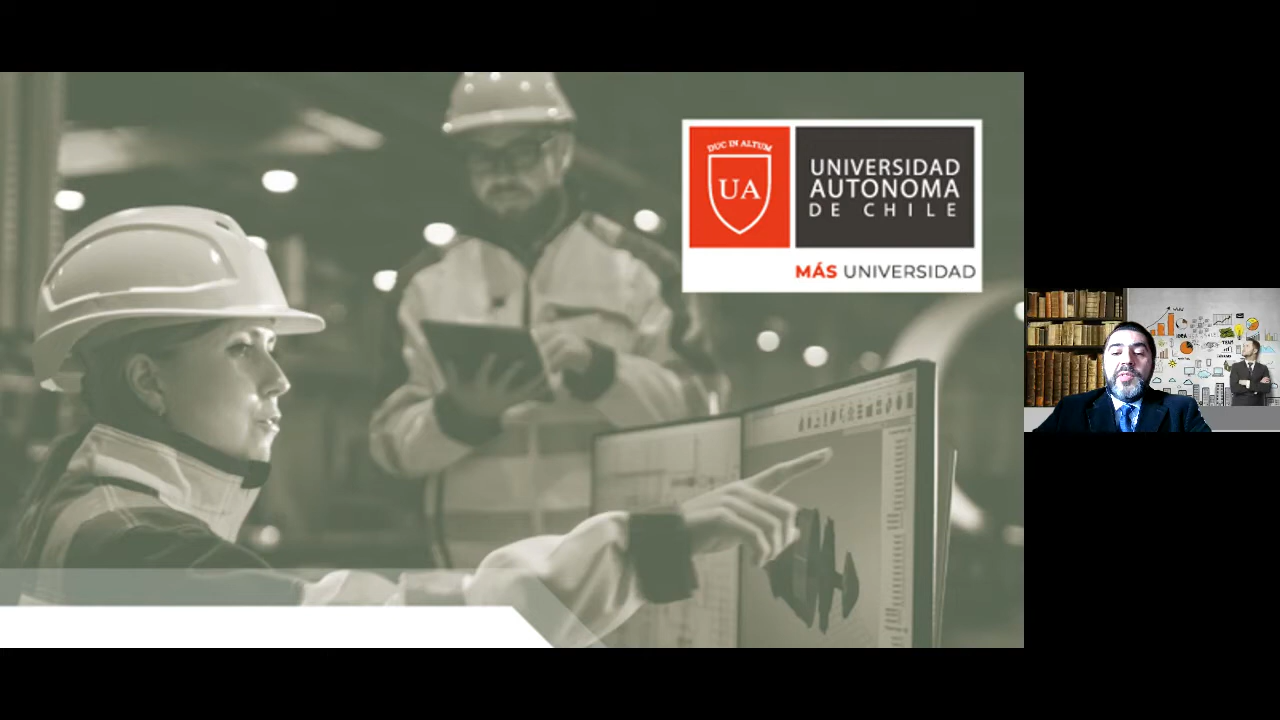 DUC IN ALTUM
UA
UNIVERSIDAD
AUTONOMA
DE CHILE
MÁS UNIVERSIDAD